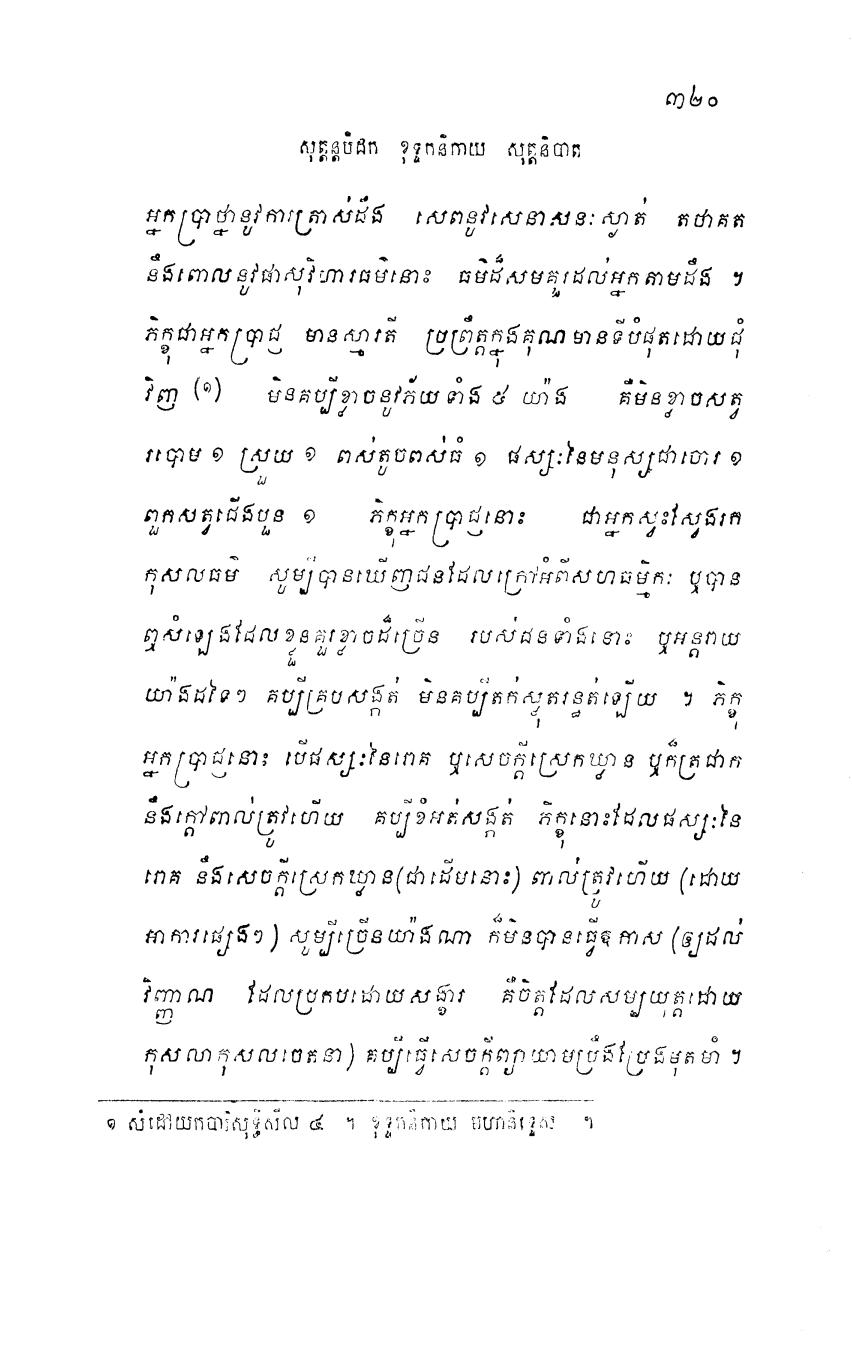 ៣២០
សុត្តន្តបិដក ខុទ្ទកនិកាយ សុត្តនិបាត
អ្នកប្រាថ្នានូវការត្រាស់ដឹង សេពនូវសេនាសនៈស្ងាត់ តថាគត
នឹងពោលនូវផាសុវិហារធម៌នោះ ធម៌ដ៏សមគួរដល់អ្នកតាមដឹង ។
ភិក្ខុជាអ្នកប្រាជ្ញ មានស្មារតី ប្រព្រឹត្តក្នុងគុណមានទីបំផុតដោយជុំ
វិញ (១) មិនគប្បីខ្លាចនូវភ័យទាំង ៥ យ៉ាង គឺមិនខ្លាចសត្វ
របោម ១ ស្រួយ ១ ពស់តូចពស់ធំ ១ ផស្សៈនៃមនុស្សជាចោរ ១
ពួកសត្វជើងបួន ១ ភិក្ខុអ្នកប្រាជ្ញនោះ ជាអ្នកស្វះស្វែងរក
កុសលធម៌ សូម្បីបានឃើញជនដែលក្រៅអំពីសហធម្មិកៈ ឬបាន
ឮសំឡេងដែលខ្លួនគួរខ្លាចដ៏ច្រើន របស់ជនទាំងនោះ ឬអន្តរាយ
យ៉ាងដទៃៗ គប្បីគ្របសង្កត់ មិនគប្បីតក់ស្លុតរន្ធត់ឡើយ ។ ភិក្ខុ
អ្នកប្រាជ្ញនោះ បើផស្សៈនៃរោគ ឬសេចក្តីស្រេកឃ្លាន ឬក៏ត្រជាក
នឹងក្តៅពាល់ត្រូវហើយ គប្បីខំអត់សង្កត់ ភិក្ខុនោះដែលផស្សៈនៃ
រោគ នឹងសេចក្តីស្រេកឃ្លាន(ជាដើមនោះ) ពាល់ត្រូវហើយ (ដោយ
អាការផ្សេងៗ) សូម្បីច្រើនយ៉ាងណា ក៏មិនបានធ្វើឱកាស (ឲ្យដល់
វិញ្ញាណ ដែលប្រកបដោយសង្ខារ គឺចិត្តដែលសម្បយុត្តដោយ
កុសលាកុសលចេតនា) គប្បីធ្វើសេចក្តីព្យាយាមប្រឹងប្រែងមុតមាំ ។
១ សំដៅយកបារិសុទ្ធិសីល ៤ ។ ខុទ្ទកនិកាយ មហានិទ្ទេស ។